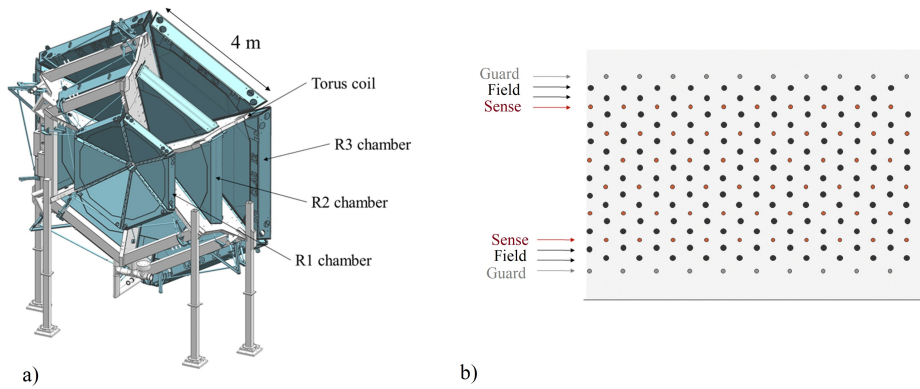 a)
4 m
Torus coil
R3 chamber
R2 chamber
R1 chamber
b)
Guard
Field
Sense
Sense
Field
Guard